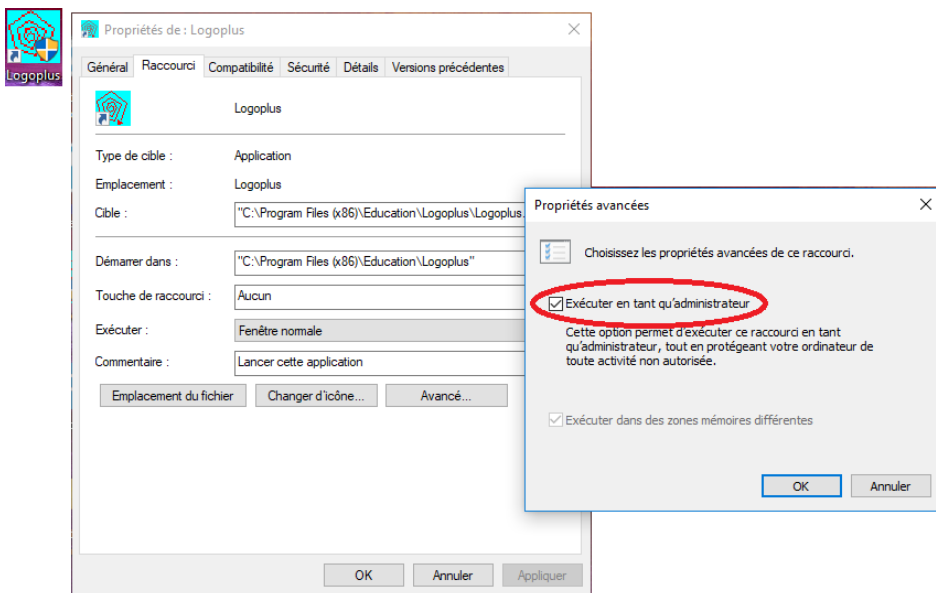 Logoplus
Propriétés de : Logoplus
Général Raccourci Compatibilité Sécurité Détails Versions précédentes
Logoplus
Type de cible : Application
Emplacement : Logoplus
Cible : "C:\Program Files (x86)\Education\Logoplus\Logoplus.
Démarrer dans : "C:\Program Files (x86)\Education\Logoplus"
Touche de raccourci : Aucun
Exécuter : Fenêtre normale
Commentaire : Lancer cette application
Emplacement du fichier Changer d'icône... Avancé...
OK Annuler Appliquer
Propriétés avancées
Choisissez les propriétés avancées de ce raccourci.
Exécuter en tant qu'administrateur
Cette option permet d'exécuter ce raccourci en tant
qu'administrateur, tout en protégeant votre ordinateur de
toute activité non autorisée.
Exécuter dans des zones mémoires différentes
OK Annuler